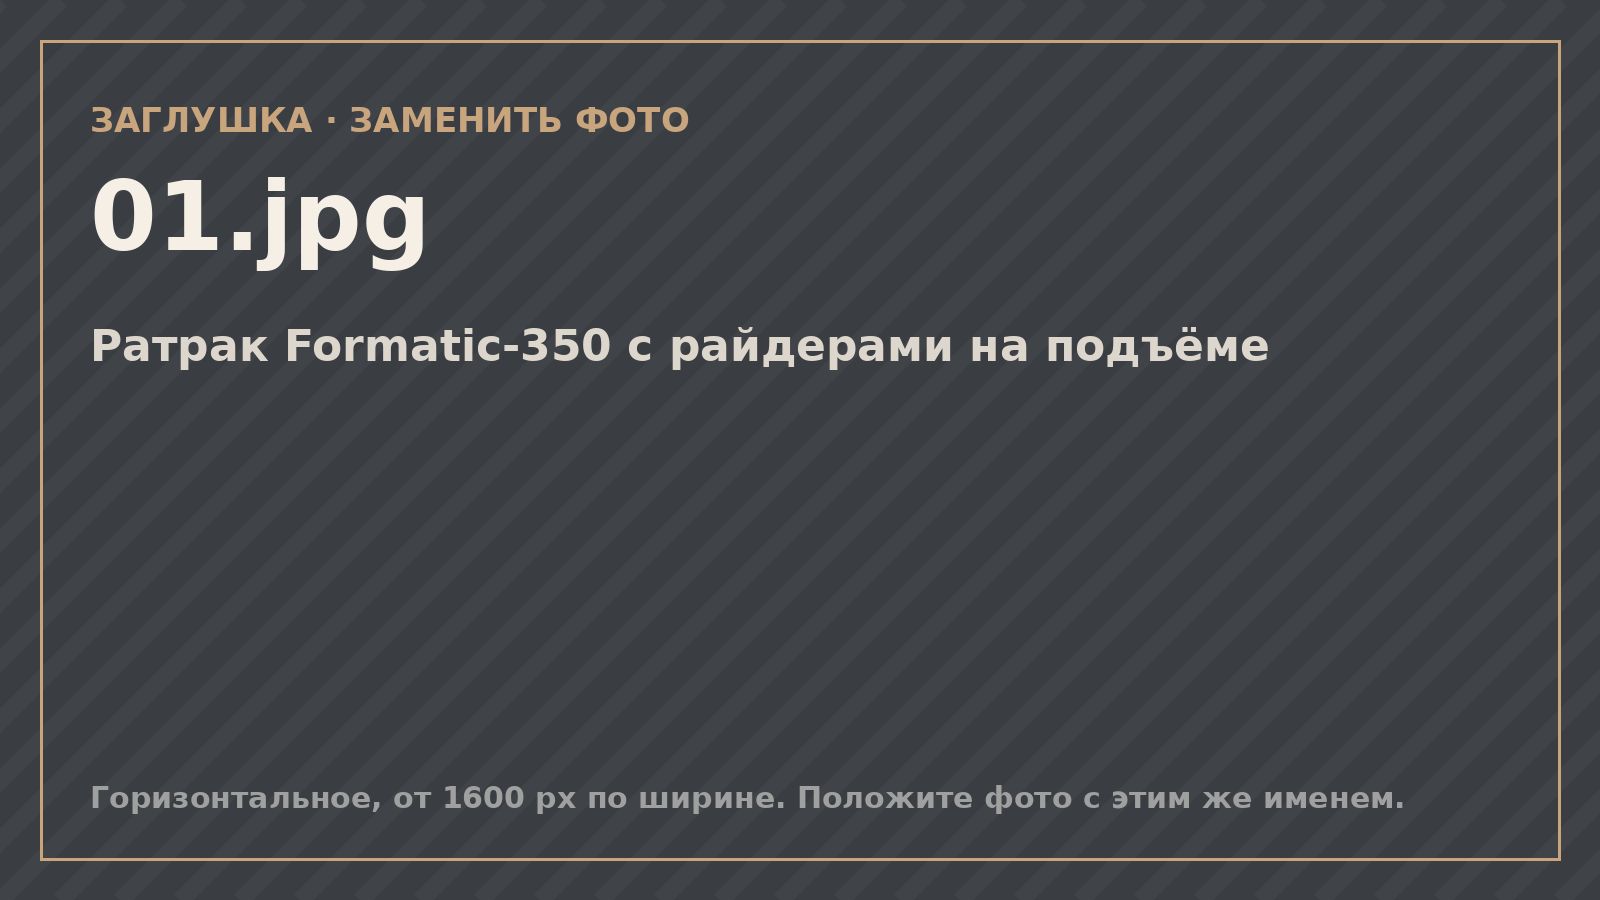 ЗАГЛУШКА · ЗАМЕНИТЬ ФОТО
01.jpg
Ратрак Formatic-350 с райдерами на подъёме
Горизонтальное, от 1600 px по ширине. Положите фото с этим же именем.